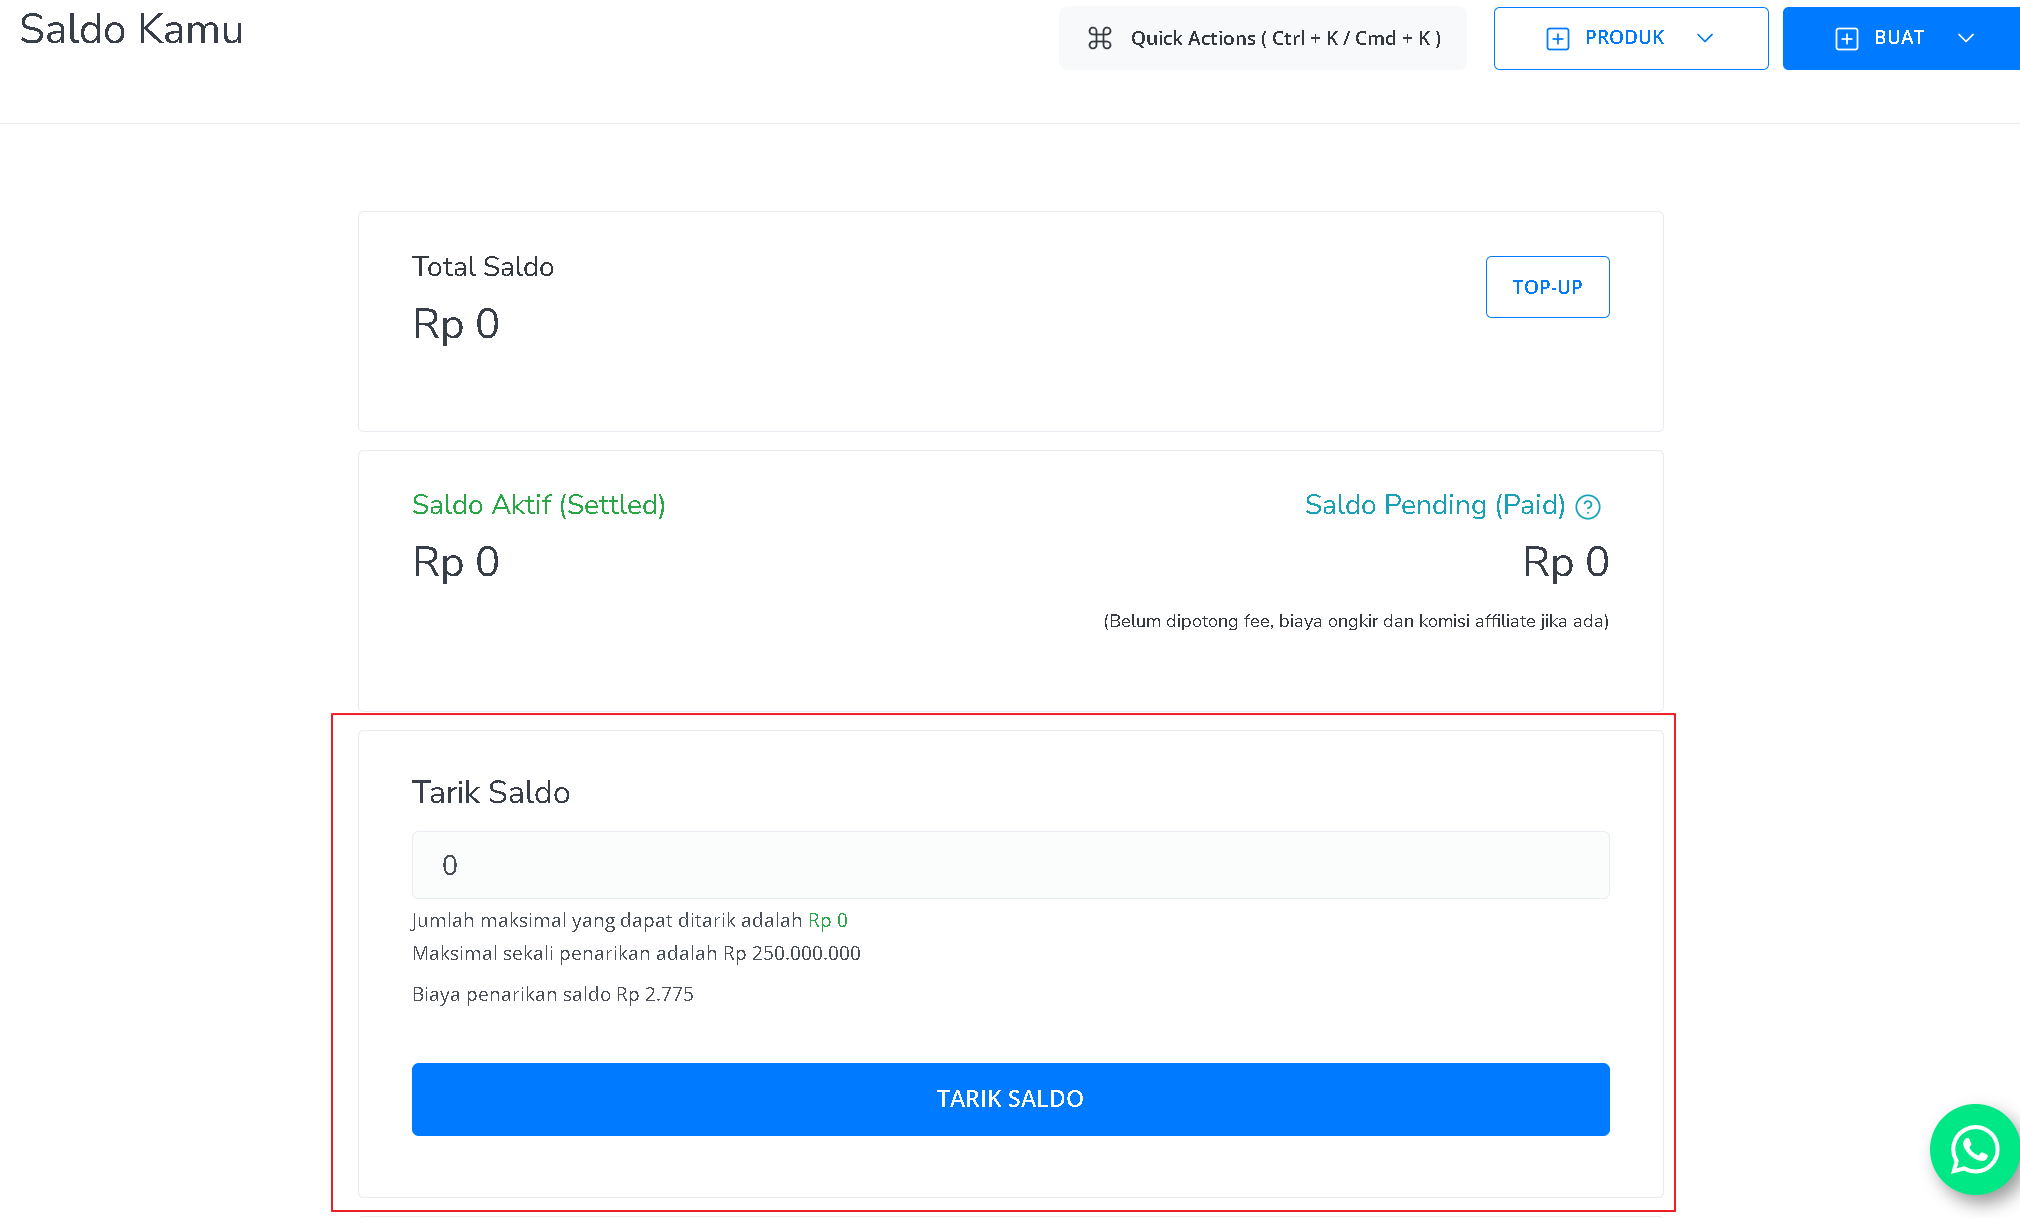 Saldo Kamu
Quick Actions ( Ctrl + K / Cmd + K )
PRODUK
BUAT
Total Saldo
Rp 0
TOP-UP
Saldo Aktif (Settled)
Rp 0
Saldo Pending (Paid) ?
Rp 0
(Belum dipotong fee, biaya ongkir dan komisi affiliate jika ada)
Tarik Saldo
0
Jumlah maksimal yang dapat ditarik adalah Rp 0
Maksimal sekali penarikan adalah Rp 250.000.000
Biaya penarikan saldo Rp 2.775
TARIK SALDO